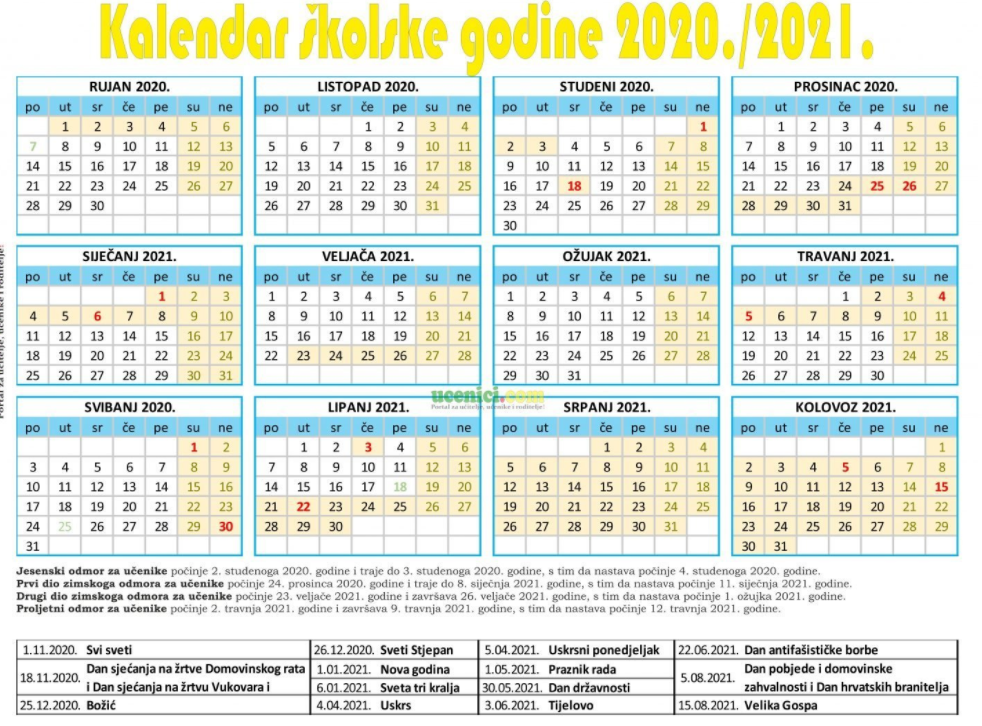 Kalendar školske godine 2020./2021.
RUJAN 2020. LISTOPAD 2020. STUDENI 2020. PROSINAC 2020.
po ut sr če pe su ne po ut sr če pe su ne po ut sr če pe su ne po ut sr če pe su ne
1 2 3 4 5 6 1 2 3 4 1 1 2 3 4 5 6
7 8 9 10 11 12 13 5 6 7 8 9 10 11 2 3 4 5 6 7 8 7 8 9 10 11 12 13
14 15 16 17 18 19 20 12 13 14 15 16 17 18 9 10 11 12 13 14 15 14 15 16 17 18 19 20
21 22 23 24 25 26 27 19 20 21 22 23 24 25 16 17 18 19 20 21 22 21 22 23 24 25 26 27
28 29 30 26 27 28 29 30 31 23 24 25 26 27 28 29 28 29 30 31
30
SIJEČANJ 2021. VELJAČA 2021. OŽUJAK 2021. TRAVANJ 2021.
po ut sr če pe su ne po ut sr če pe su ne po ut sr če pe su ne po ut sr če pe su ne
1 2 3 1 2 3 4 5 6 7 1 2 3 4 5 6 7 1 2 3 4
4 5 6 7 8 9 10 8 9 10 11 12 13 14 8 9 10 11 12 13 14 5 6 7 8 9 10 11
11 12 13 14 15 16 17 15 16 17 18 19 20 21 15 16 17 18 19 20 21 12 13 14 15 16 17 18
18 19 20 21 22 23 24 22 23 24 25 26 27 28 22 23 24 25 26 27 28 19 20 21 22 23 24 25
25 26 27 28 29 30 31 29 30 31 26 27 28 29 30
ucenici.com
Portal za učitelje, učenike i roditelje!
SVIBANJ 2020. LIPANJ 2021. SRPANJ 2021. KOLOVOZ 2021.
po ut sr če pe su ne po ut sr če pe su ne po ut sr če pe su ne po ut sr če pe su ne
1 2 1 2 3 4 5 6 1 2 3 4 1
3 4 5 6 7 8 9 7 8 9 10 11 12 13 5 6 7 8 9 10 11 2 3 4 5 6 7 8
10 11 12 13 14 15 16 14 15 16 17 18 19 20 12 13 14 15 16 17 18 9 10 11 12 13 14 15
17 18 19 20 21 22 23 21 22 23 24 25 26 27 19 20 21 22 23 24 25 16 17 18 19 20 21 22
24 25 26 27 28 29 30 28 29 30 26 27 28 29 30 31 23 24 25 26 27 28 29
31 30 31
Jesenski odmor za učenike počinje 2. studenoga 2020. godine i traje do 3. studenoga 2020. godine, s tim da nastava počinje 4. studenoga 2020. godine.
Prvi dio zimskoga odmora za učenike počinje 24. prosinca 2020. godine i traje do 8. siječnja 2021. godine, s tim da nastava počinje 11. siječnja 2021. godine.
Drugi dio zimskoga odmora za učenike počinje 23. veljače 2021. godine i završava 26. veljače 2021. godine, s tim da nastava počinje 1. ožujka 2021. godine.
Proljetni odmor za učenike počinje 2. travnja 2021. godine i završava 9. travnja 2021. godine, s tim da nastava počinje 12. travnja 2021. godine.
1.11.2020. Svi sveti 26.12.2020. Sveti Stjepan 5.04.2021. Uskrsni ponedjeljak 22.06.2021. Dan antifašističke borbe
18.11.2020. Dan sjećanja na žrtve Domovinskog rata i Dan sjećanja na žrtvu Vukovara i 1.01.2021. Nova godina 1.05.2021. Praznik rada 5.08.2021. Dan pobjede i domovinske zahvalnosti i Dan hrvatskih branitelja
6.01.2021. Sveta tri kralja 30.05.2021. Dan državnosti
25.12.2020. Božić 4.04.2021. Uskrs 3.06.2021. Tijelovo 15.08.2021. Velika Gospa